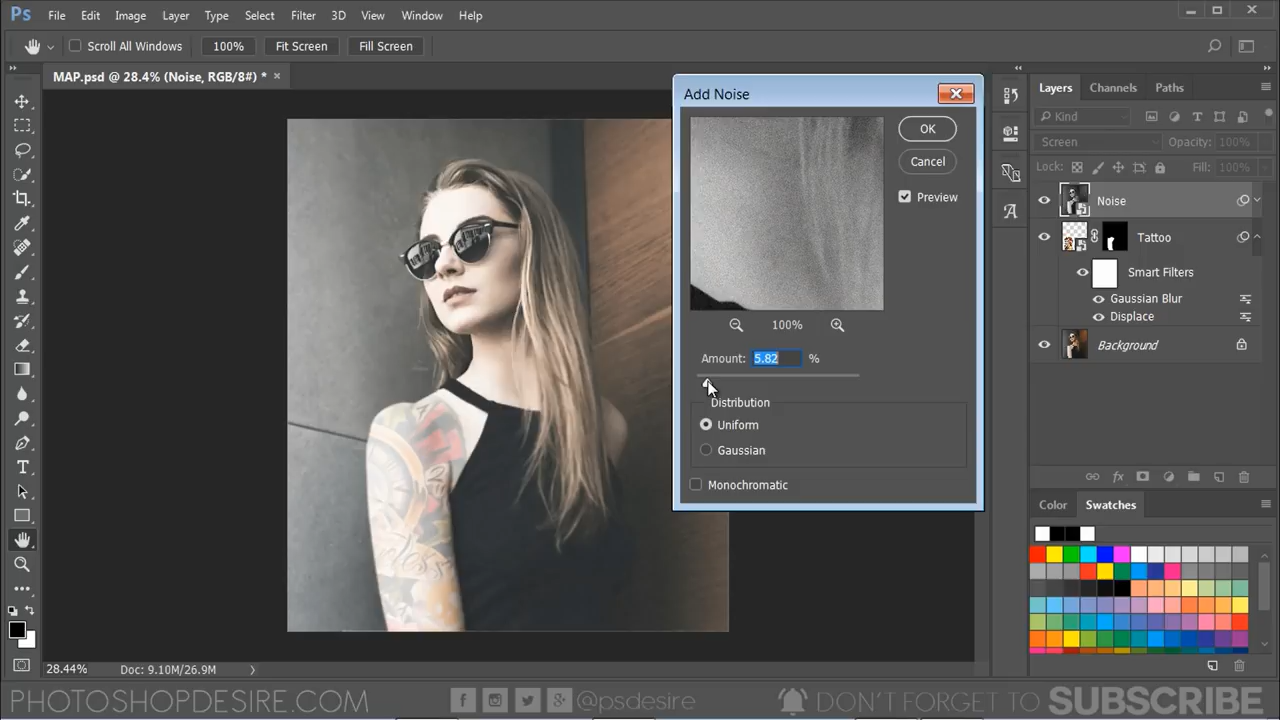 Ps File Edit Image Layer Type Select Filter 3D View Window Help
Scroll All Windows 100% Fit Screen Fill Screen
MAP.psd @ 28.4% (Noise, RGB/8#) * ×
Add Noise
OK
Cancel
Preview
100%
Amount: 5.82 %
Distribution
Uniform
Gaussian
Monochromatic
Layers Channels Paths
Kind
Screen Opacity: 100%
Lock: Fill: 100%
Noise
Tattoo
Smart Filters
Gaussian Blur
Displace
Background
Color Swatches
28.44% Doc: 9.10M/26.9M
PHOTOSHOPDESIRE.COM @psdesire DON'T FORGET TO SUBSCRIBE